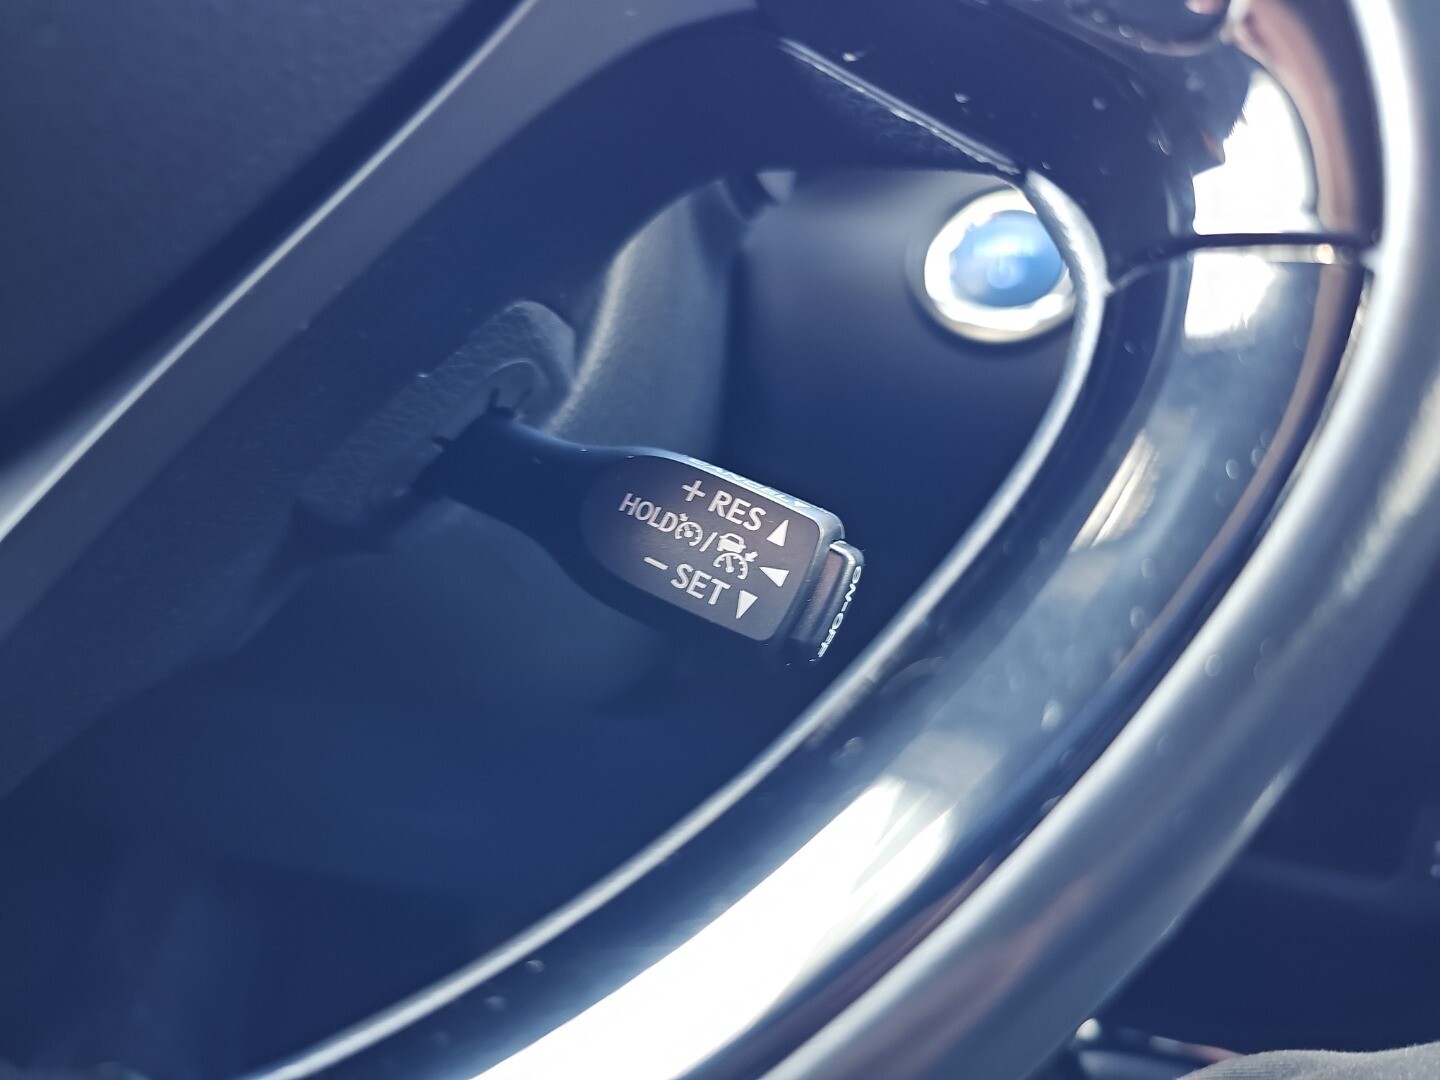 + RES ▲
HOLD / ◀
− SET ▼
ON-OFF